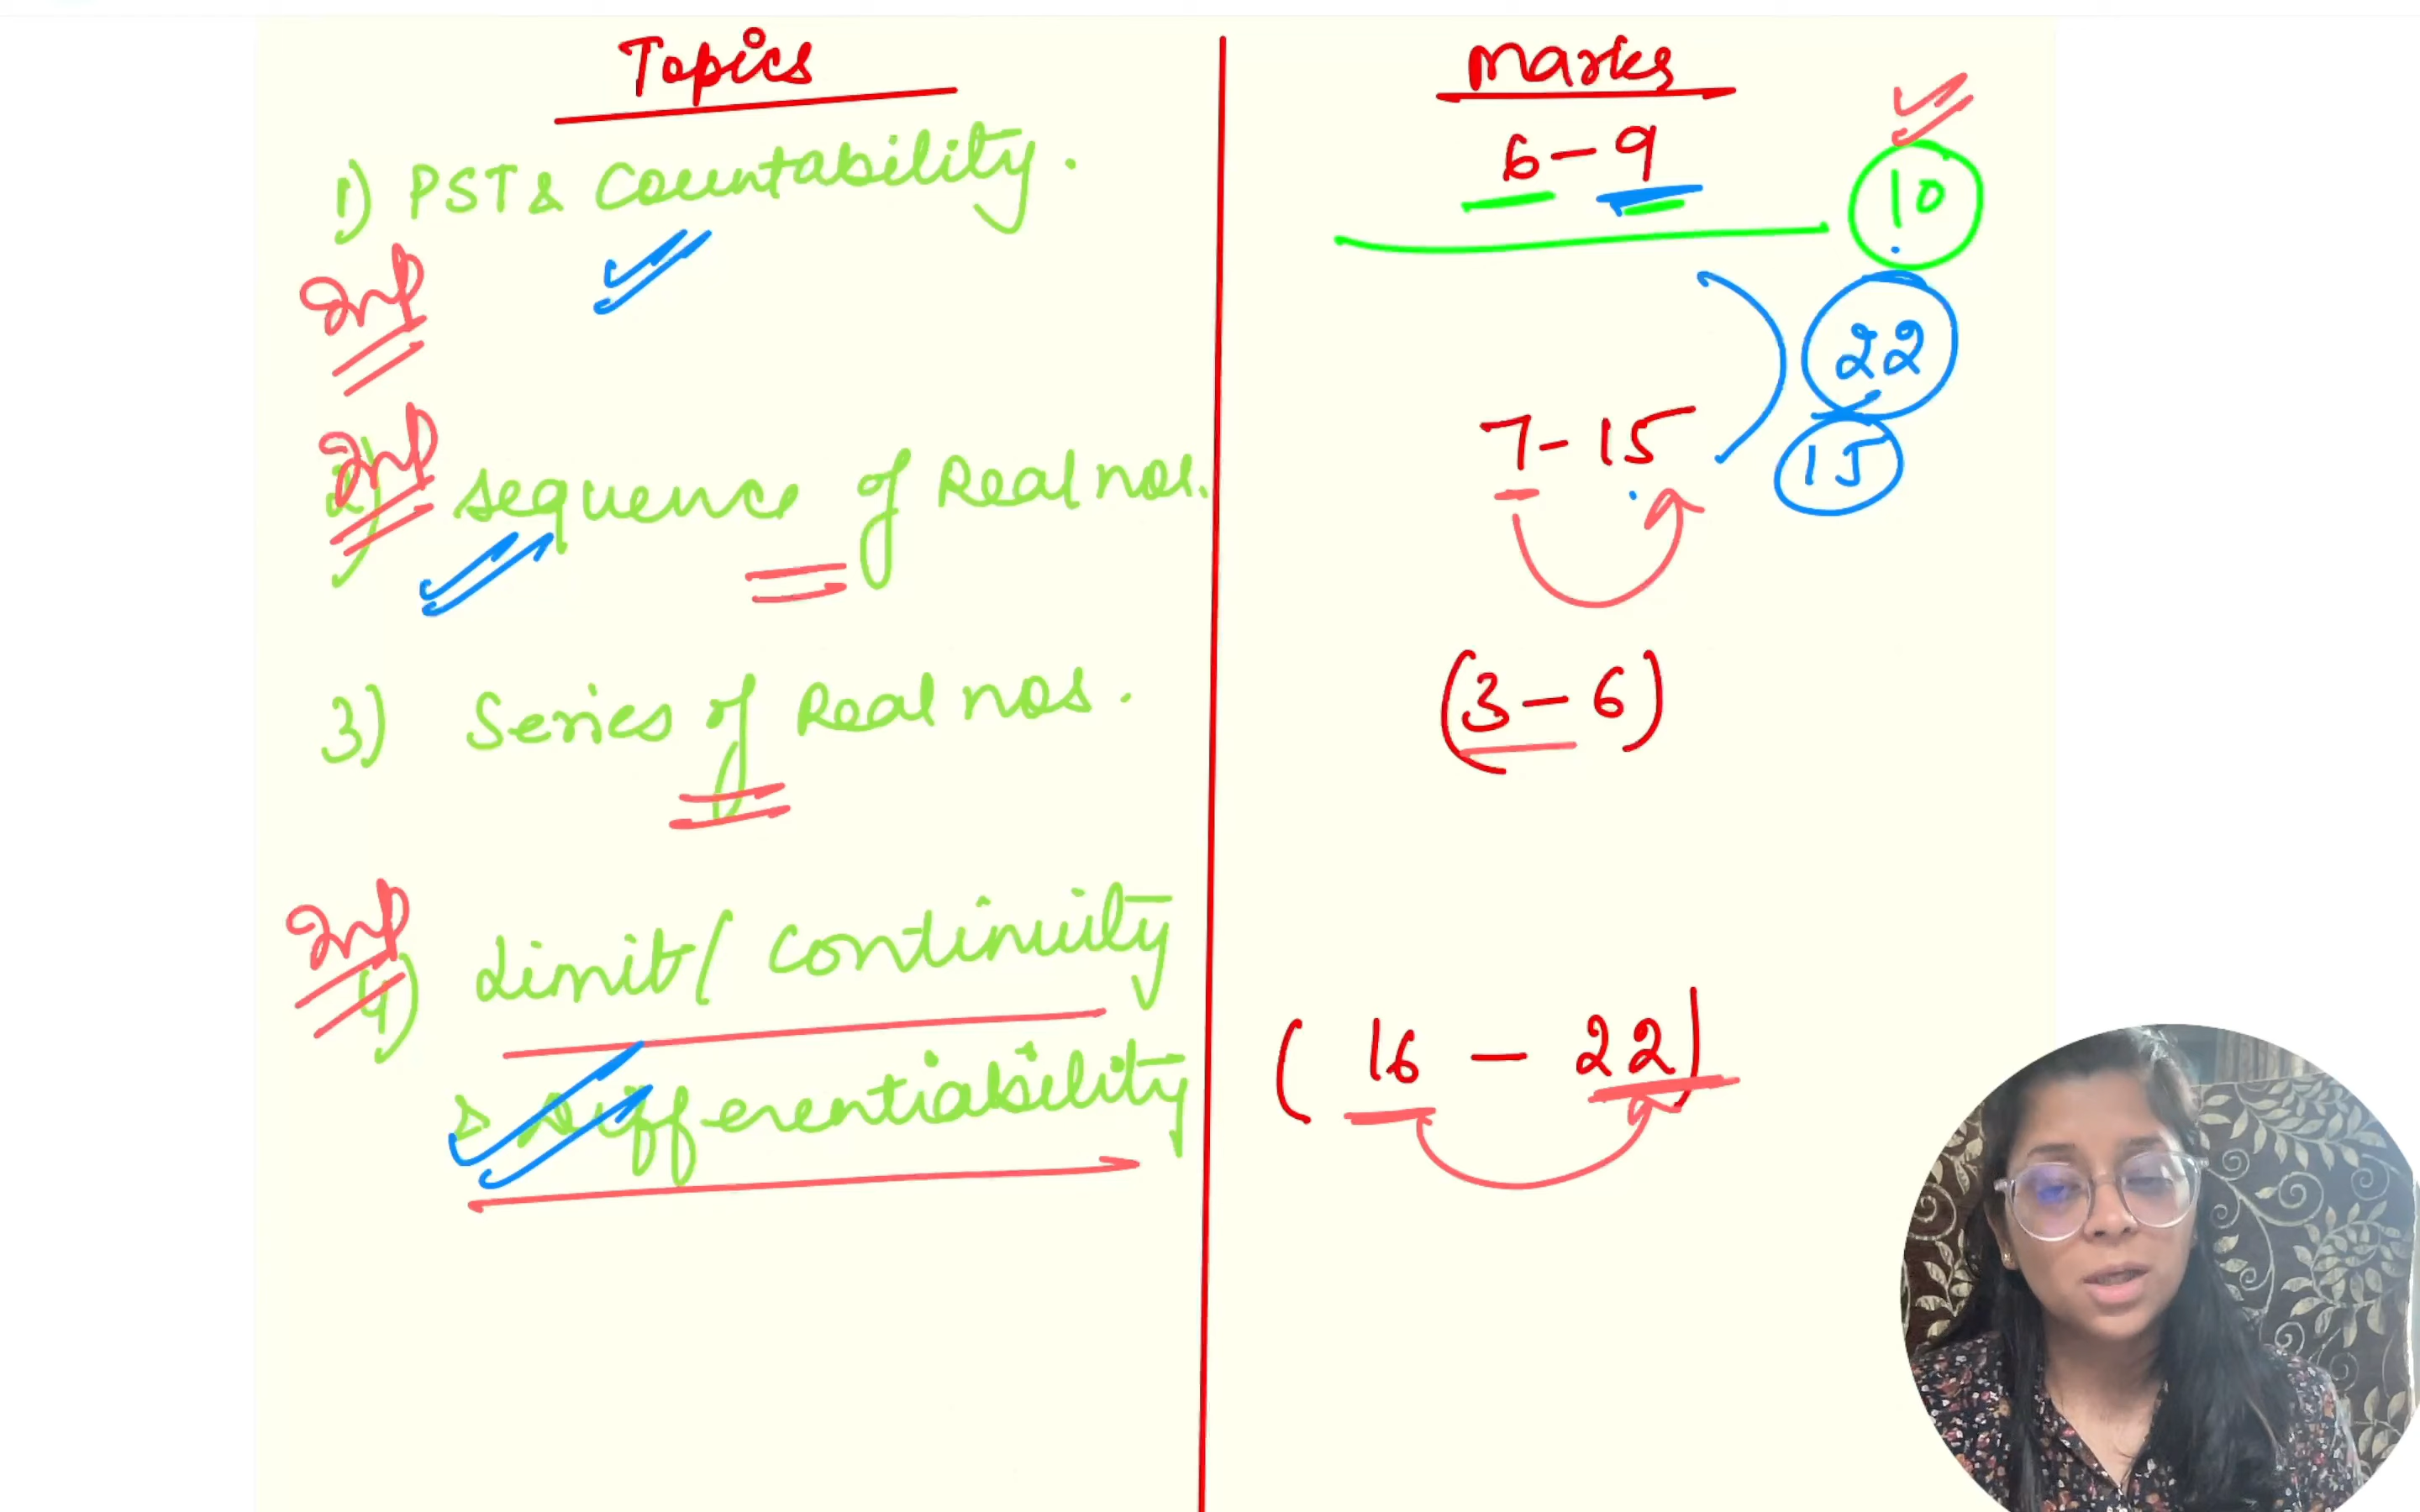 Topics
marks
1) PST & Countability.
6 - 9
10
Imp
22
Imp
2) Sequence of Real nos.
7 - 15
15
3) Series of Real nos.
(3 - 6)
Imp
4) Limit / Continuity
& Differentiability
(16 - 22)